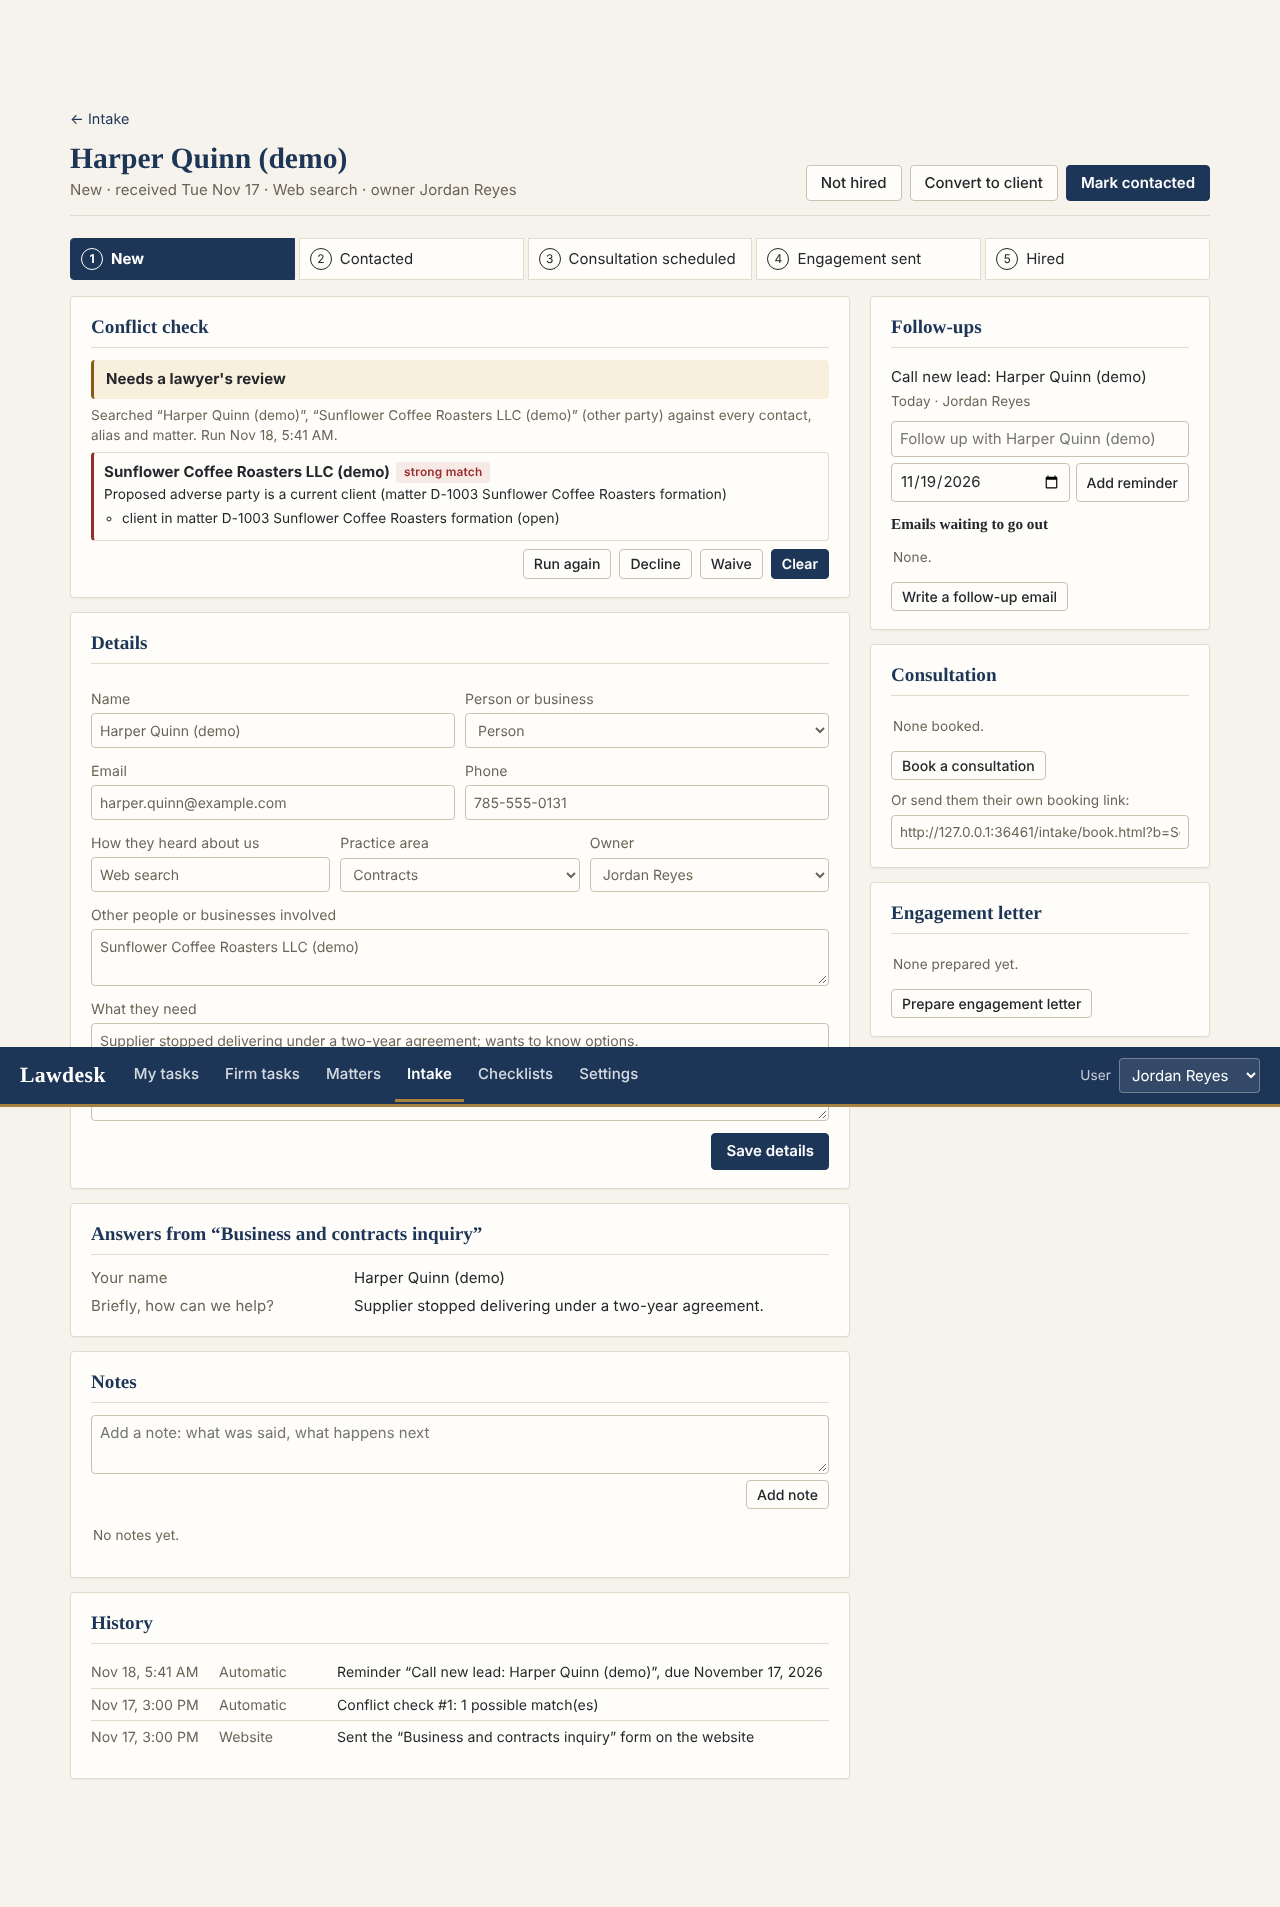 ← Intake
Harper Quinn (demo)
New · received Tue Nov 17 · Web search · owner Jordan Reyes
Not hired
Convert to client
Mark contacted
1 New
2 Contacted
3 Consultation scheduled
4 Engagement sent
5 Hired
Conflict check
Needs a lawyer's review
Searched “Harper Quinn (demo)”, “Sunflower Coffee Roasters LLC (demo)” (other party) against every contact,
alias and matter. Run Nov 18, 5:41 AM.
Sunflower Coffee Roasters LLC (demo) strong match
Proposed adverse party is a current client (matter D-1003 Sunflower Coffee Roasters formation)
client in matter D-1003 Sunflower Coffee Roasters formation (open)
Run again
Decline
Waive
Clear
Follow-ups
Call new lead: Harper Quinn (demo)
Today · Jordan Reyes
Follow up with Harper Quinn (demo)
11/19/2026
Add reminder
Emails waiting to go out
None.
Write a follow-up email
Details
Name
Harper Quinn (demo)
Person or business
Person
Email
harper.quinn@example.com
Phone
785-555-0131
How they heard about us
Web search
Practice area
Contracts
Owner
Jordan Reyes
Other people or businesses involved
Sunflower Coffee Roasters LLC (demo)
What they need
Supplier stopped delivering under a two-year agreement; wants to know options.
Consultation
None booked.
Book a consultation
Or send them their own booking link:
http://127.0.0.1:36461/intake/book.html?b=S
Engagement letter
None prepared yet.
Prepare engagement letter
Lawdesk
My tasks
Firm tasks
Matters
Intake
Checklists
Settings
User
Jordan Reyes
Save details
Answers from “Business and contracts inquiry”
Your name
Harper Quinn (demo)
Briefly, how can we help?
Supplier stopped delivering under a two-year agreement.
Notes
Add a note: what was said, what happens next
Add note
No notes yet.
History
Nov 18, 5:41 AM Automatic Reminder “Call new lead: Harper Quinn (demo)”, due November 17, 2026
Nov 17, 3:00 PM Automatic Conflict check #1: 1 possible match(es)
Nov 17, 3:00 PM Website Sent the “Business and contracts inquiry” form on the website